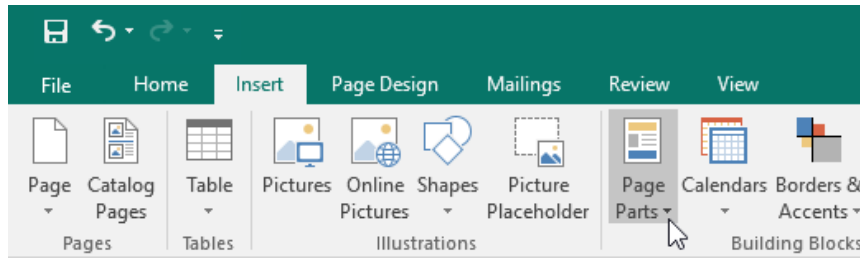 File Home Insert Page Design Mailings Review View
Page Catalog Table Pictures Online Shapes Picture Page Calendars Borders &
Pages Pictures Placeholder Parts Accents
Pages Tables Illustrations Building Blocks